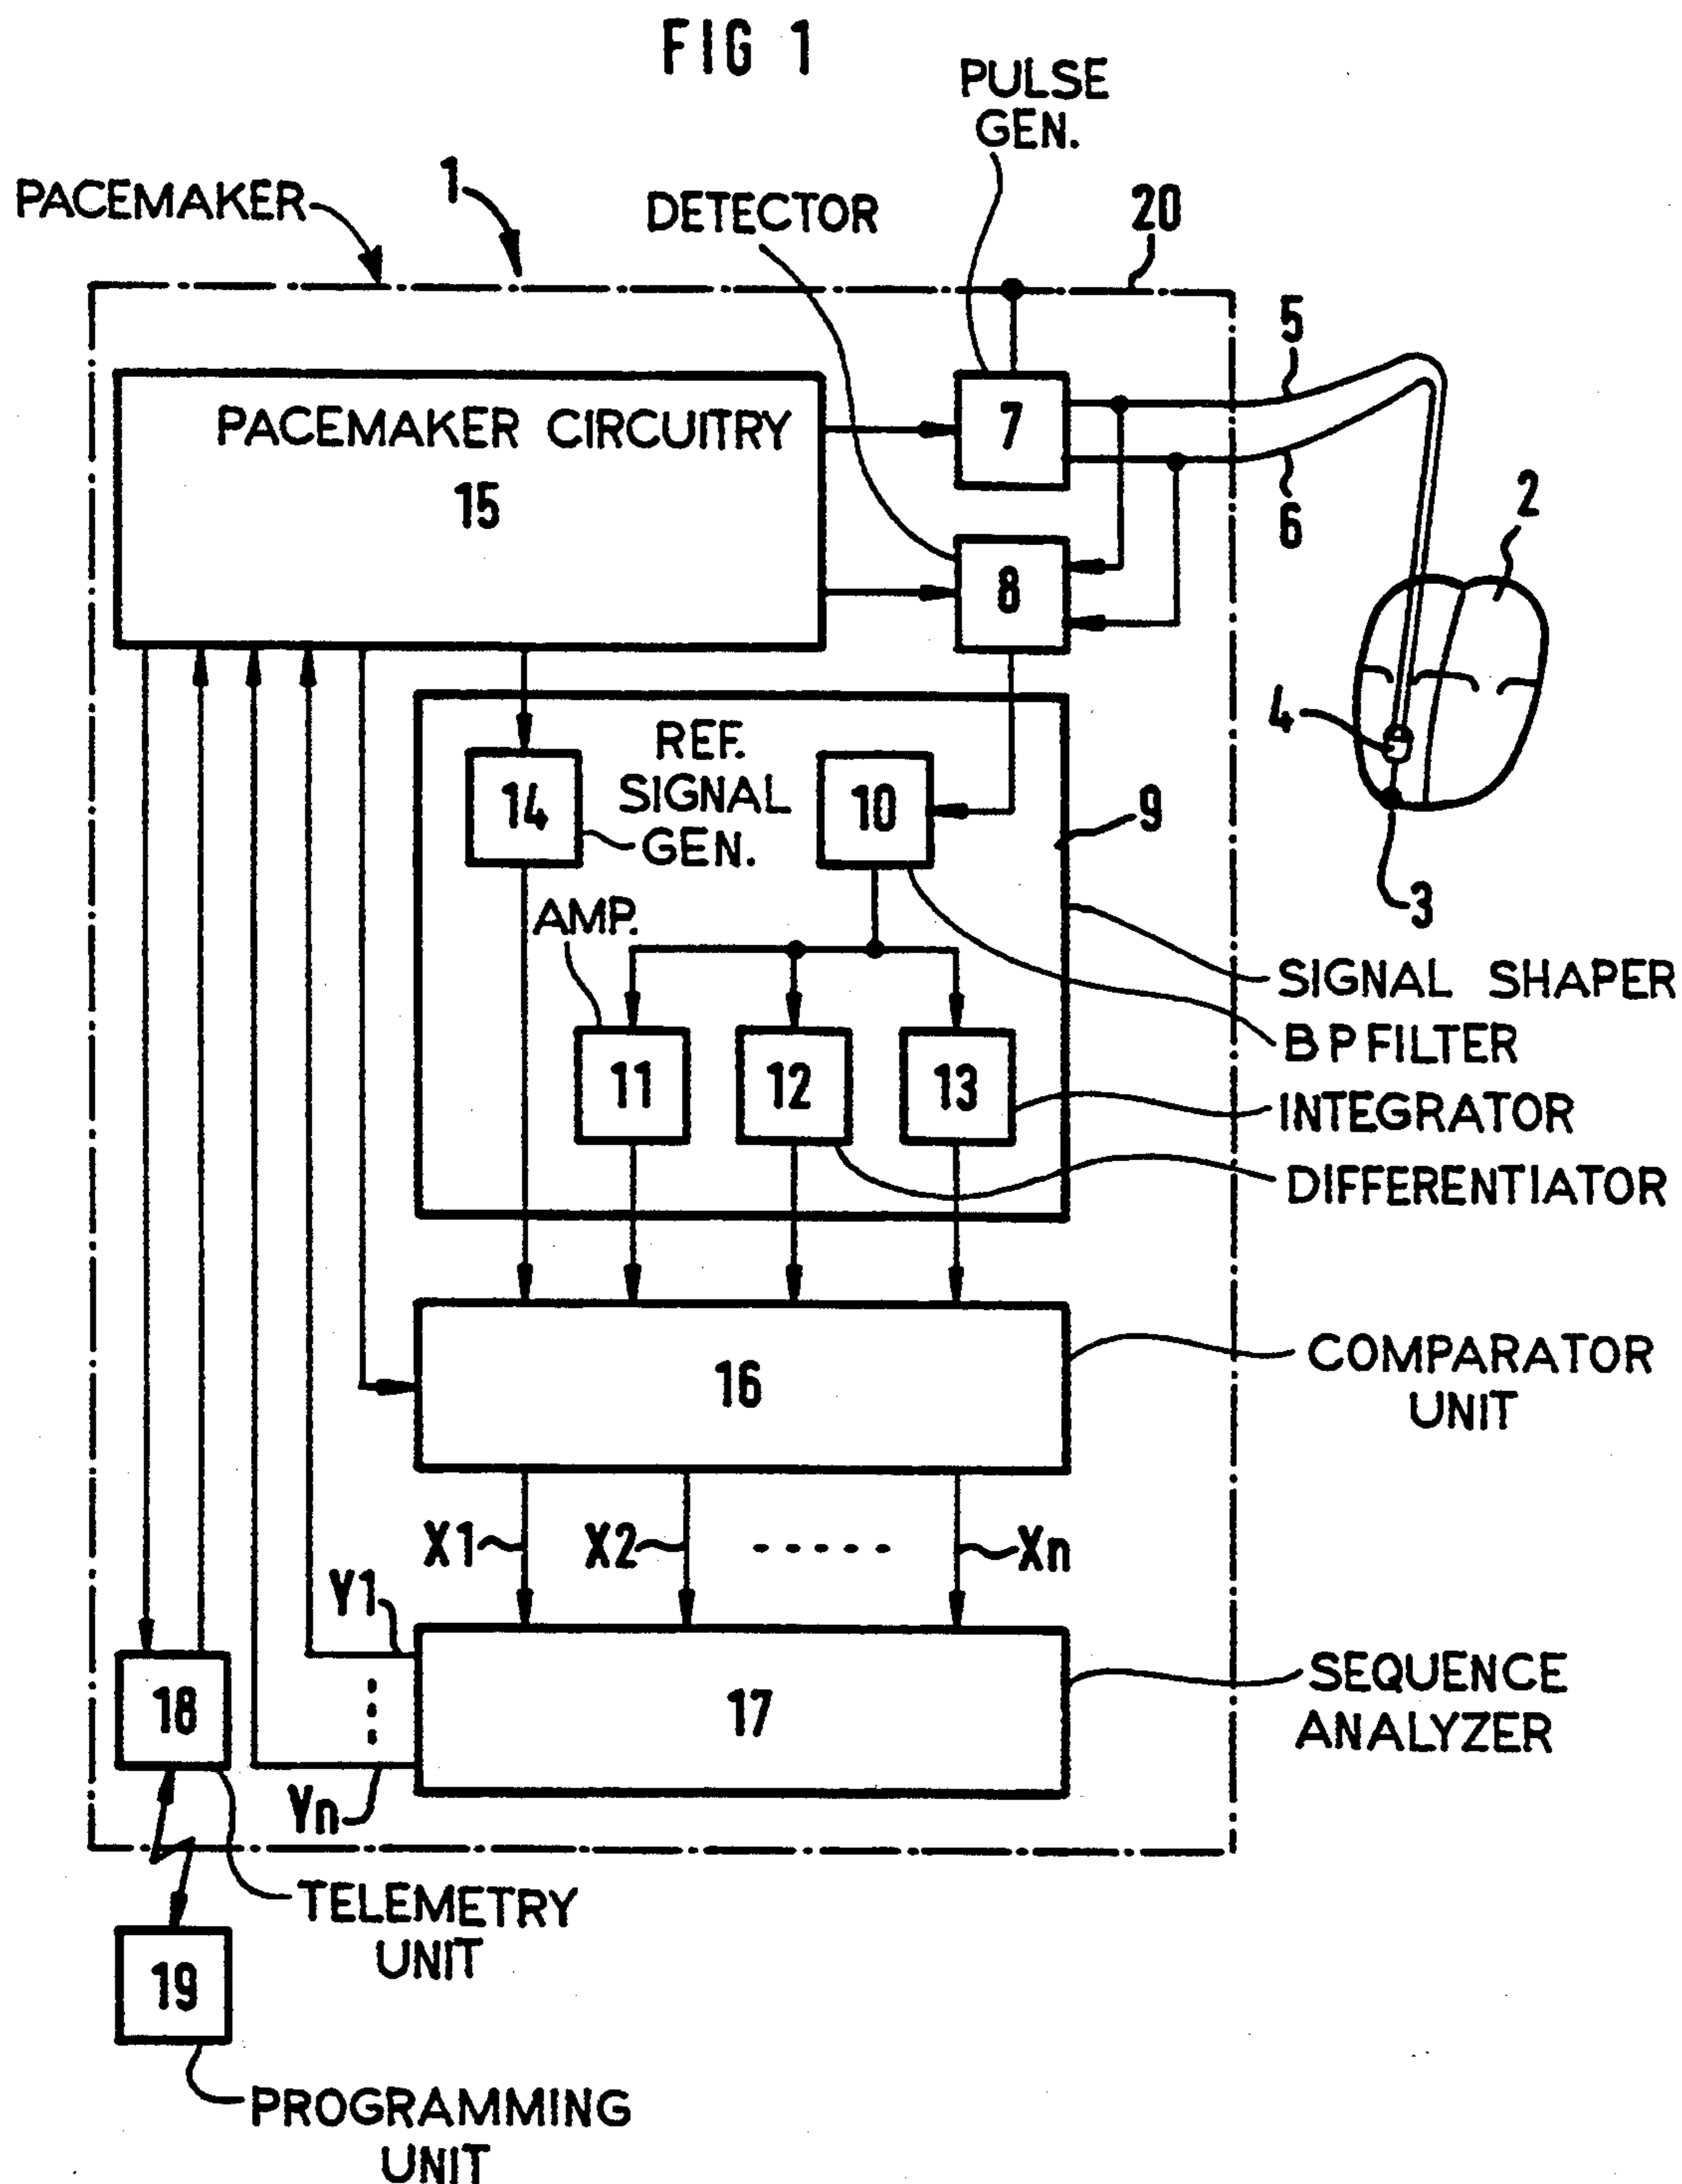 FIG 1
PULSE
GEN.
PACEMAKER
1
DETECTOR
20
5
PACEMAKER CIRCUITRY
15
7
6
2
8
REF.
SIGNAL
GEN.
14
10
9
4
3
AMP.
SIGNAL SHAPER
BP FILTER
11
12
13
INTEGRATOR
DIFFERENTIATOR
16
COMPARATOR
UNIT
X1
X2
.....
Xn
Y1
17
SEQUENCE
ANALYZER
18
Yn
TELEMETRY
UNIT
19
PROGRAMMING
UNIT